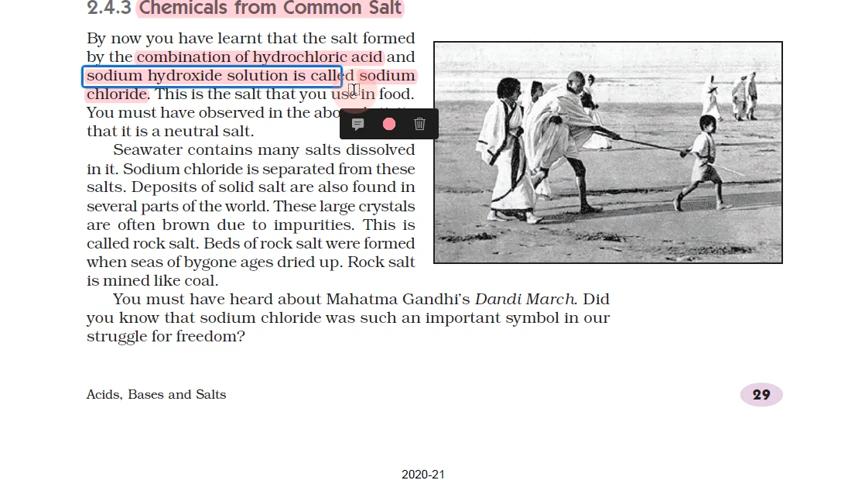 2.4.3 Chemicals from Common Salt
By now you have learnt that the salt formed
by the combination of hydrochloric acid and
sodium hydroxide solution is called sodium
chloride. This is the salt that you use in food.
You must have observed in the above
that it is a neutral salt.
Seawater contains many salts dissolved
in it. Sodium chloride is separated from these
salts. Deposits of solid salt are also found in
several parts of the world. These large crystals
are often brown due to impurities. This is
called rock salt. Beds of rock salt were formed
when seas of bygone ages dried up. Rock salt
is mined like coal.
You must have heard about Mahatma Gandhi's Dandi March. Did
you know that sodium chloride was such an important symbol in our
struggle for freedom?
Acids, Bases and Salts
29
2020-21